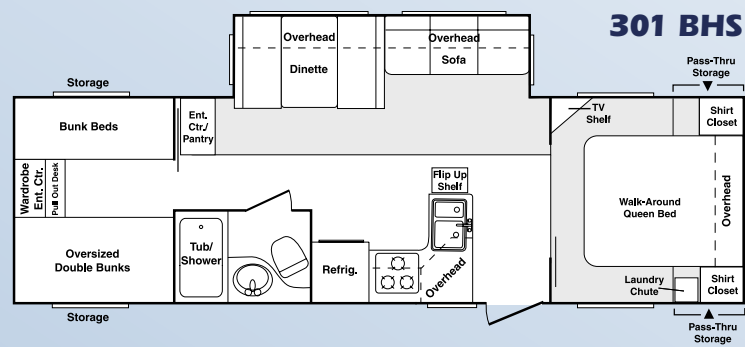 301 BHS
Pass-Thru
Storage
Overhead
Dinette
Overhead
Sofa
Storage
Bunk Beds
Ent.
Ctr./
Pantry
TV
Shelf
Shirt
Closet
Wardrobe
Ent. Ctr.
Pull Out Desk
Flip Up
Shelf
Walk-Around
Queen Bed
Overhead
Oversized
Double Bunks
Tub/
Shower
Refrig.
Overhead
Laundry
Chute
Shirt
Closet
Storage
Pass-Thru
Storage